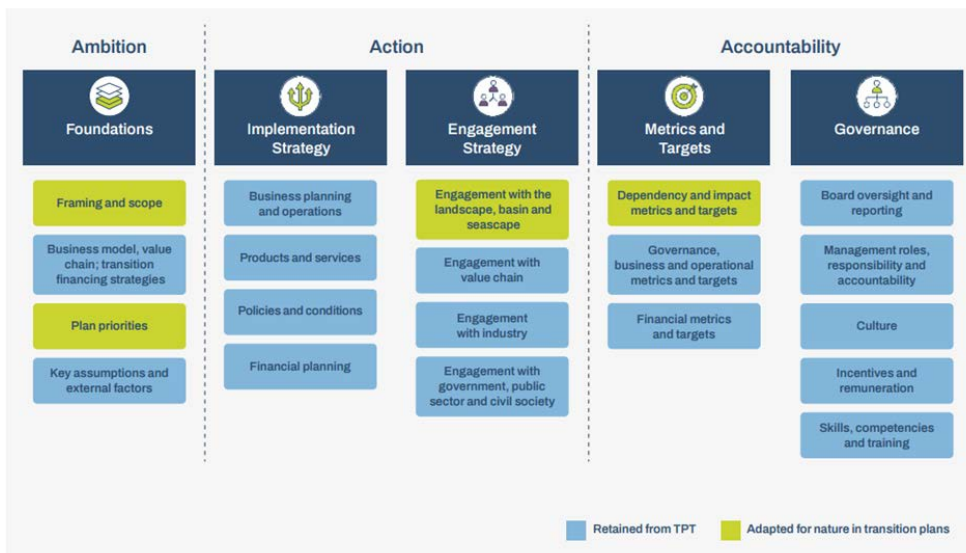 Ambition
Action
Accountability
Foundations
Implementation
Strategy
Engagement
Strategy
Metrics and
Targets
Governance
Framing and scope
Business model, value
chain; transition
financing strategies
Plan priorities
Key assumptions and
external factors
Business planning
and operations
Products and services
Policies and conditions
Financial planning
Engagement with the
landscape, basin and
seascape
Engagement with
value chain
Engagement
with industry
Engagement with
government, public
sector and civil society
Dependency and impact
metrics and targets
Governance,
business and operational
metrics and targets
Financial metrics
and targets
Board oversight and
reporting
Management roles,
responsibility and
accountability
Culture
Incentives and
remuneration
Skills, competencies
and training
Retained from TPT
Adapted for nature in transition plans